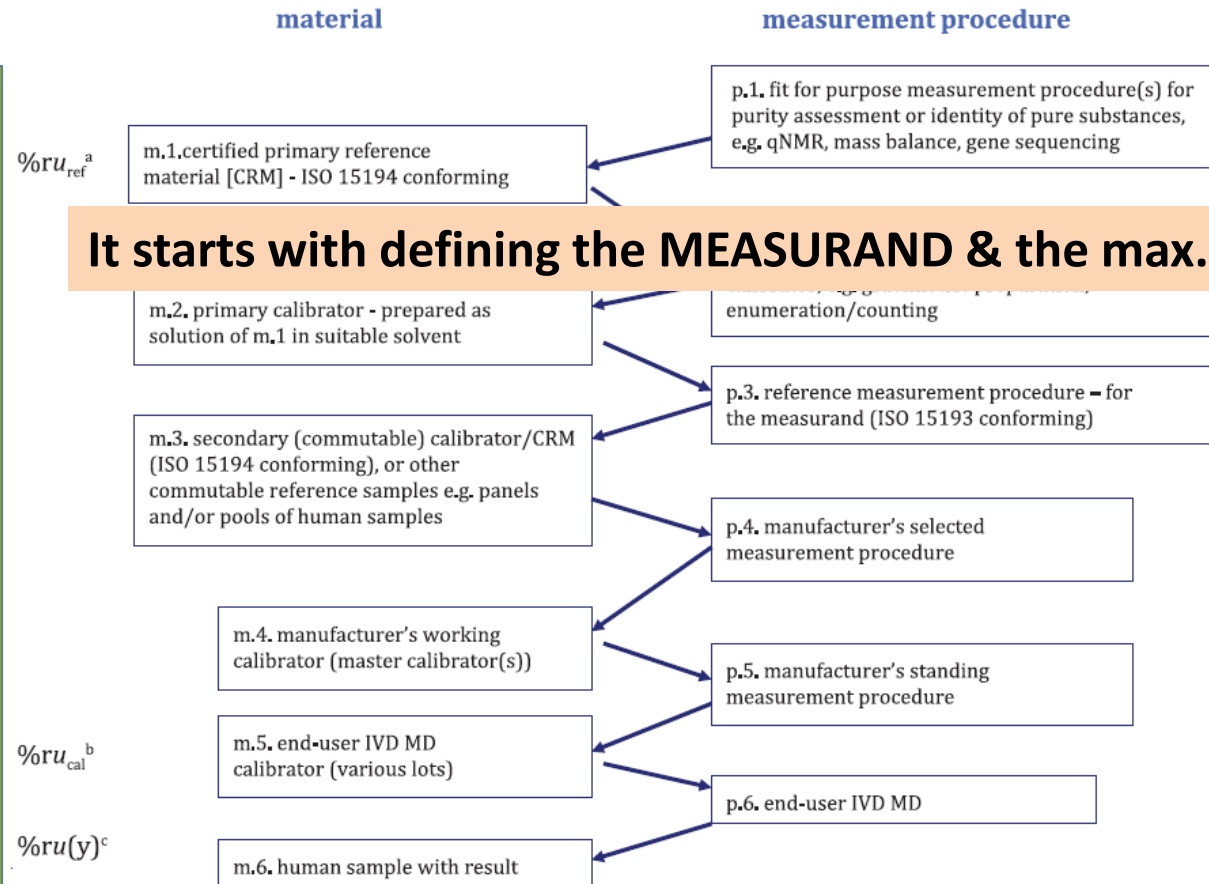 material
measurement procedure
p.1. fit for purpose measurement procedure(s) for
purity assessment or identity of pure substances,
e.g. qNMR, mass balance, gene sequencing
%ru_ref^a
m.1.certified primary reference
material [CRM] - ISO 15194 conforming
It starts with defining the MEASURAND & the max.
enumeration/counting
m.2. primary calibrator - prepared as
solution of m.1 in suitable solvent
p.3. reference measurement procedure – for
the measurand (ISO 15193 conforming)
m.3. secondary (commutable) calibrator/CRM
(ISO 15194 conforming), or other
commutable reference samples e.g. panels
and/or pools of human samples
p.4. manufacturer's selected
measurement procedure
m.4. manufacturer's working
calibrator (master calibrator(s))
p.5. manufacturer's standing
measurement procedure
%ru_cal^b
m.5. end-user IVD MD
calibrator (various lots)
p.6. end-user IVD MD
%ru(y)^c
m.6. human sample with result